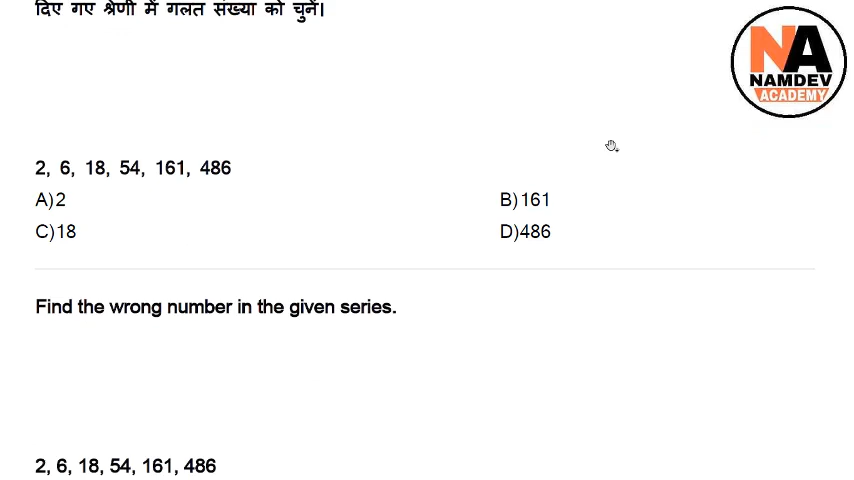 दिए गए श्रेणी में गलत संख्या को चुनें।
NA
NAMDEV
ACADEMY
2, 6, 18, 54, 161, 486
A)2
B)161
C)18
D)486
Find the wrong number in the given series.
2, 6, 18, 54, 161, 486